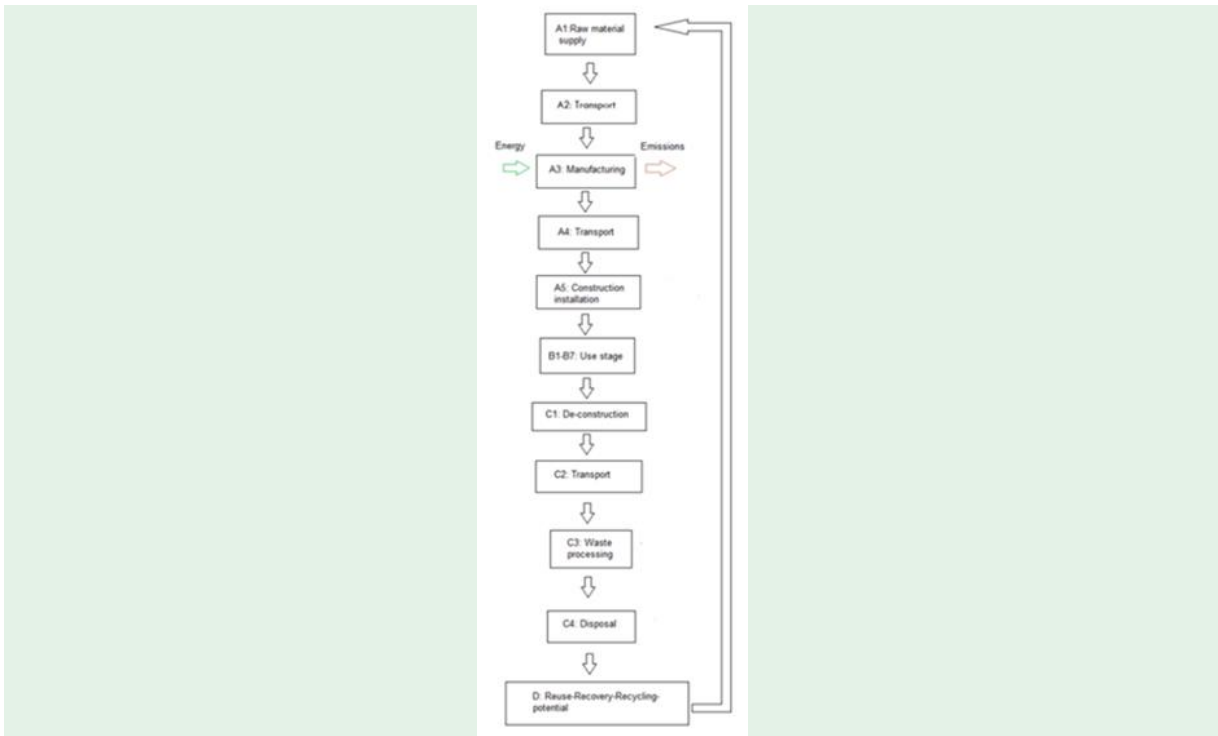 A1:Raw material
supply
A2: Transport
Energy
Emissions
A3: Manufacturing
A4: Transport
A5: Construction
installation
B1-B7: Use stage
C1: De-construction
C2: Transport
C3: Waste
processing
C4: Disposal
D: Reuse-Recovery-Recycling-
potential